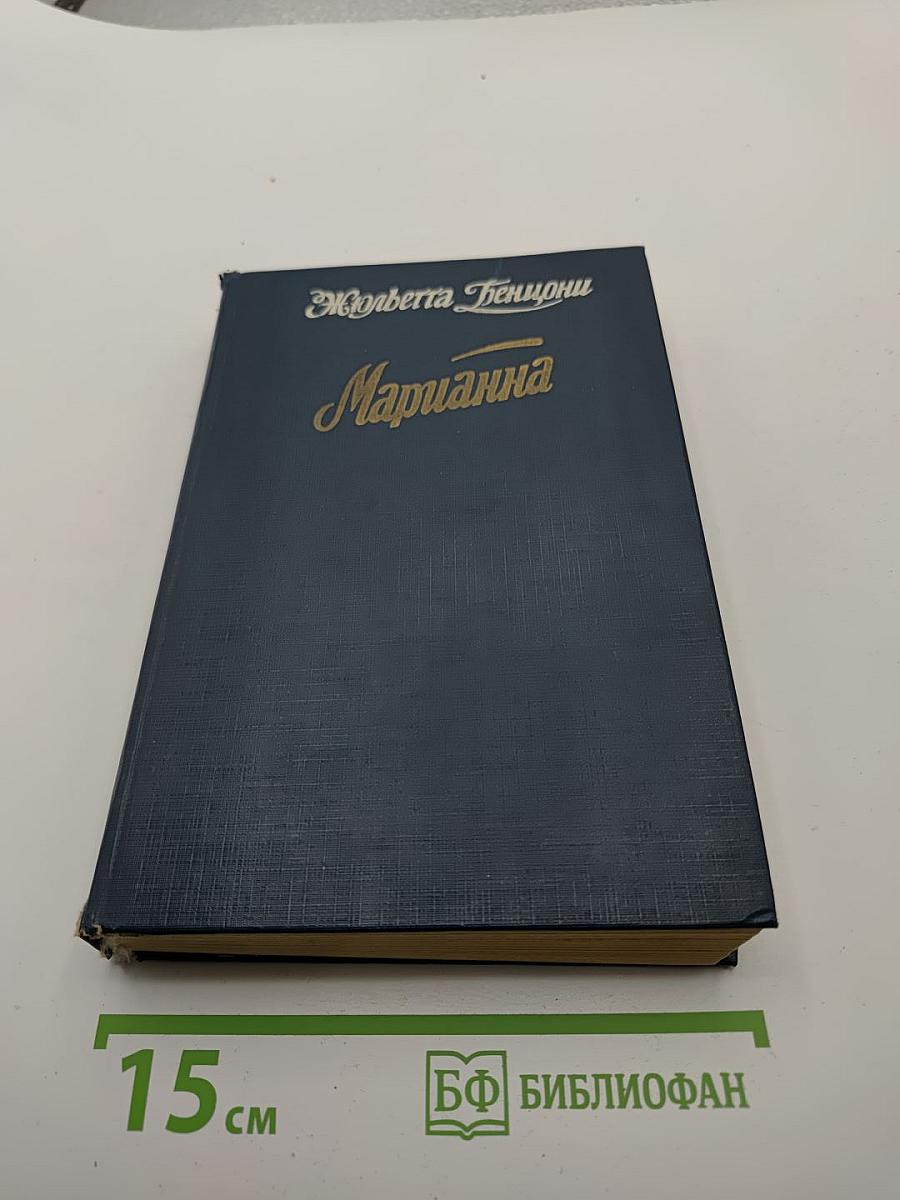 Жюльетта Бенцони
Марианна
15 см
БФ БИБЛИОФАН